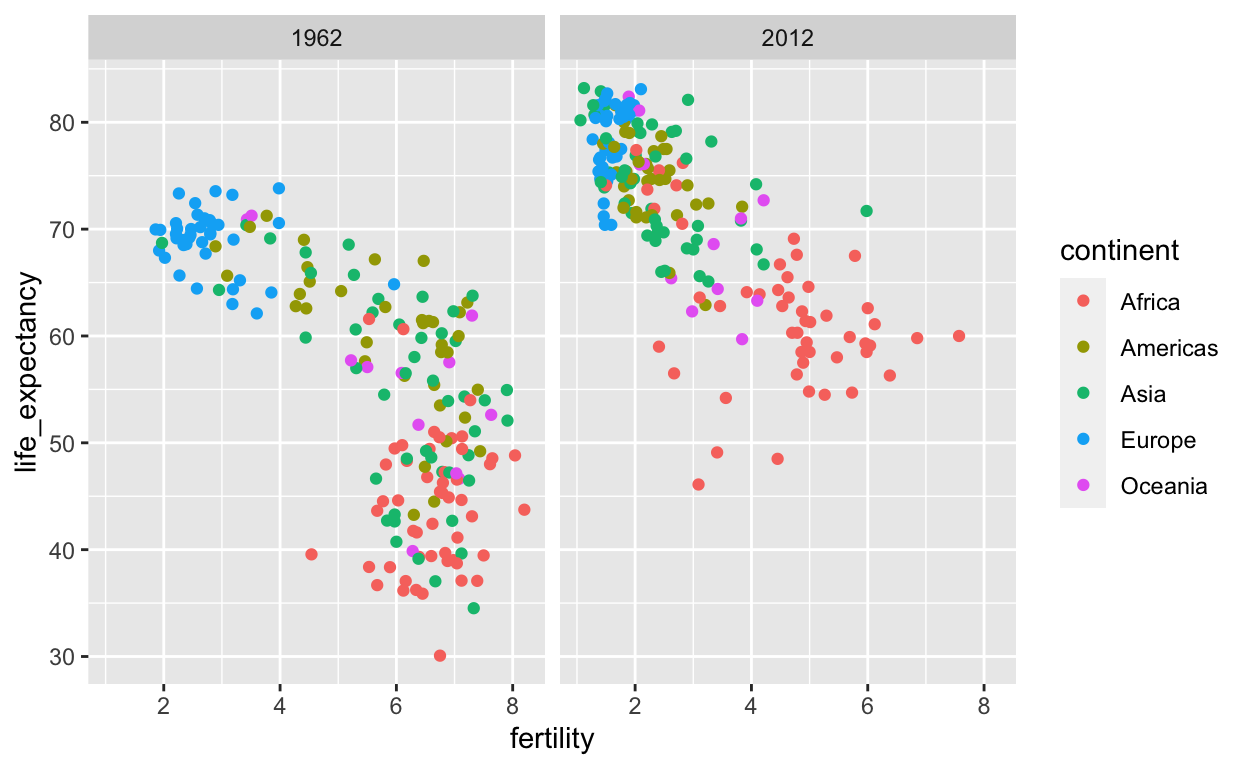 1962
2012
life_expectancy
80
70
60
50
40
30
2
4
6
8
2
4
6
8
fertility
continent
Africa
Americas
Asia
Europe
Oceania